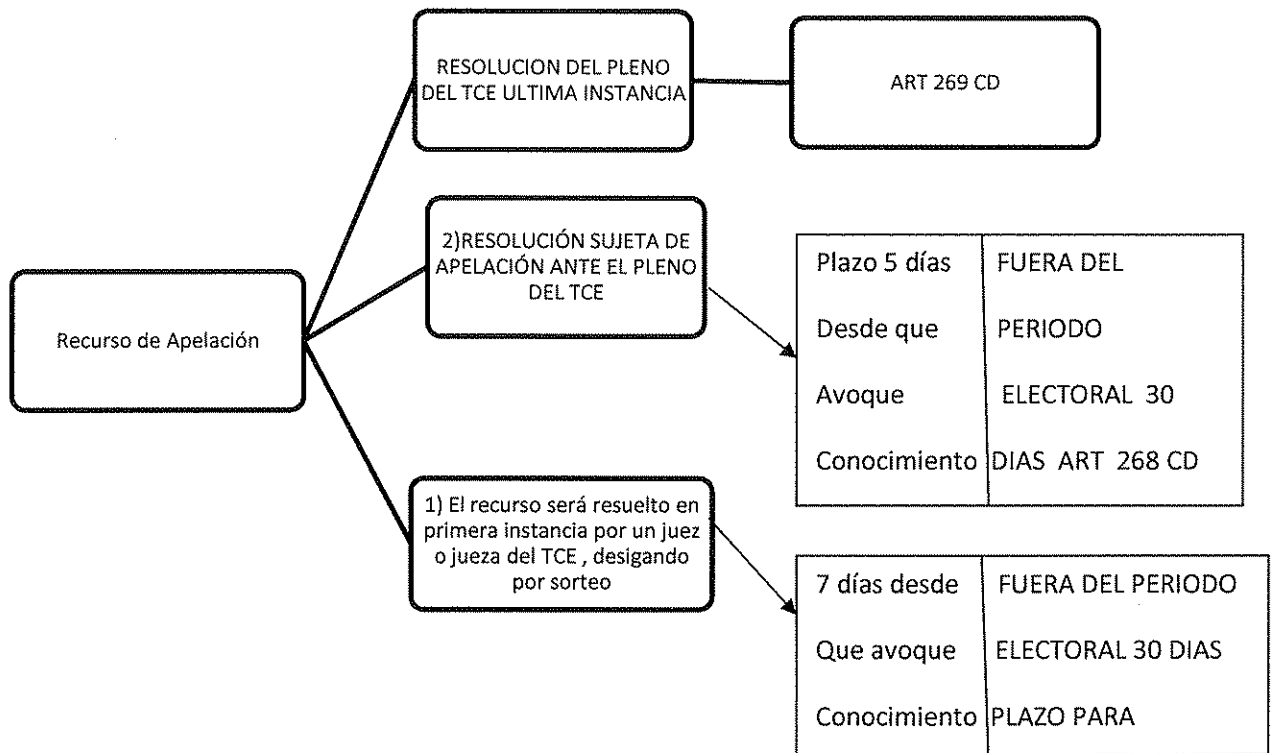 RESOLUCION DEL PLENO
DEL TCE ULTIMA INSTANCIA
ART 269 CD
2)RESOLUCIÓN SUJETA DE
APELACIÓN ANTE EL PLENO
DEL TCE
Plazo 5 días FUERA DEL
Desde que PERIODO
Avoque ELECTORAL 30
Conocimiento DIAS ART 268 CD
Recurso de Apelación
1) El recurso será resuelto en
primera instancia por un juez
o jueza del TCE , desigando
por sorteo
7 días desde FUERA DEL PERIODO
Que avoque ELECTORAL 30 DIAS
Conocimiento PLAZO PARA